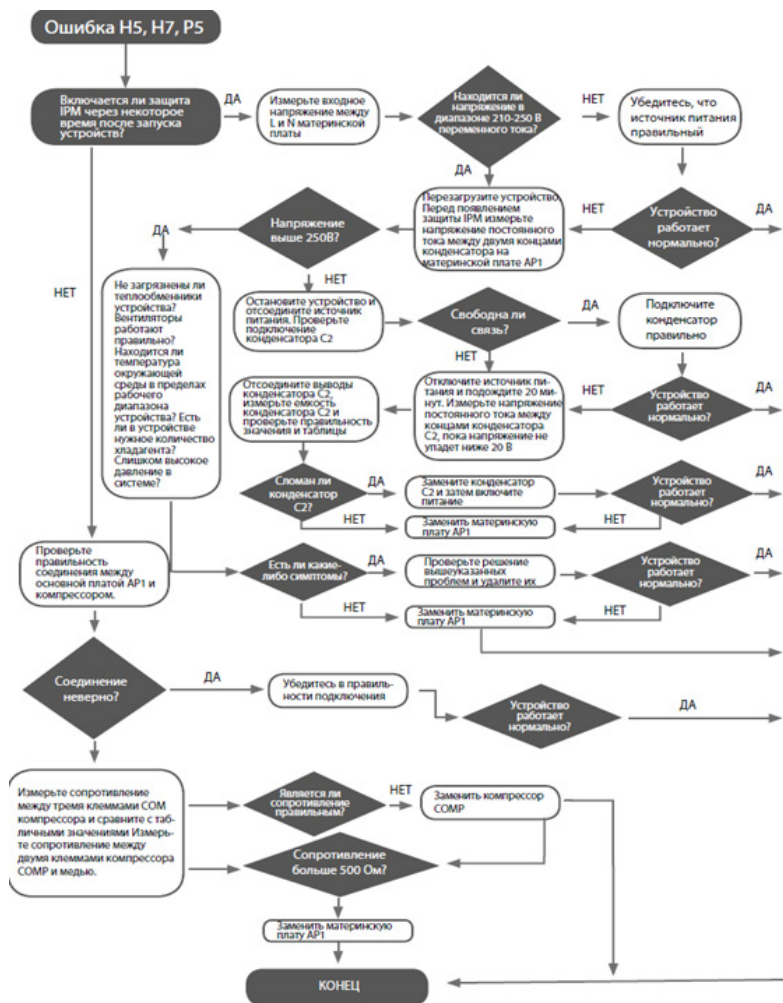 Ошибка H5, H7, P5
Включается ли защита
IPM через некоторое
время после запуска
устройств?
ДА
Измерьте входное
напряжение между
L и N материнской
платы
Находится ли
напряжение в
диапазоне 210-250 В
переменного тока?
НЕТ
Убедитесь, что
источник питания
правильный
ДА
Перезагрузите устройство.
Перед появлением
защиты IPM измерьте
напряжение постоянного
тока между двумя концами
конденсатора на
материнской плате AP1
НЕТ
Устройство
работает
нормально?
ДА
Напряжение
выше 250В?
ДА
НЕТ
НЕТ
Не загрязнены ли
теплообменники
устройства?
Вентиляторы
работают
правильно?
Находится ли
температура
окружающей
среды в пределах
рабочего
диапазона
устройства? Есть
ли в устройстве
нужное количество
хладагента?
Слишком высокое
давление в
системе?
Остановите устройство и
отсоедините источник
питания. Проверьте
подключение
конденсатора C2
Свободна ли
связь?
ДА
Подключите
конденсатор
правильно
НЕТ
Отсоедините выводы
конденсатора C2,
измерьте емкость
конденсатора C2 и
проверьте правильность
значения и таблицы
Отключите источник пи-
тания и подождите 20 ми-
нут. Измерьте напряжение
постоянного тока между
концами конденсатора
C2, пока напряжение не
упадет ниже 20 В
НЕТ
Устройство
работает
нормально?
ДА
Сломан ли
конденсатор
C2?
ДА
Замените конденсатор
C2 и затем включите
питание
Устройство
работает
нормально?
ДА
НЕТ
Заменить материнскую
плату AP1
НЕТ
Проверьте
правильность
соединения между
основной платой AP1 и
компрессором.
Есть ли какие-
либо симптомы?
ДА
Проверьте решение
вышеуказанных
проблем и удалите их
Устройство
работает
нормально?
ДА
НЕТ
Заменить материнскую
плату AP1
НЕТ
Соединение
неверно?
ДА
Убедитесь в правиль-
ности подключения
Устройство
работает
нормально?
ДА
Измерьте сопротивление
между тремя клеммами COM
компрессора и сравните с таб-
личными значениями Измерь-
те сопротивление между
двумя клеммами компрессора
COMP и медью.
Является ли
сопротивление
правильным?
НЕТ
Заменить компрессор
COMP
Сопротивление
больше 500 Ом?
Заменить материнскую
плату AP1
КОНЕЦ